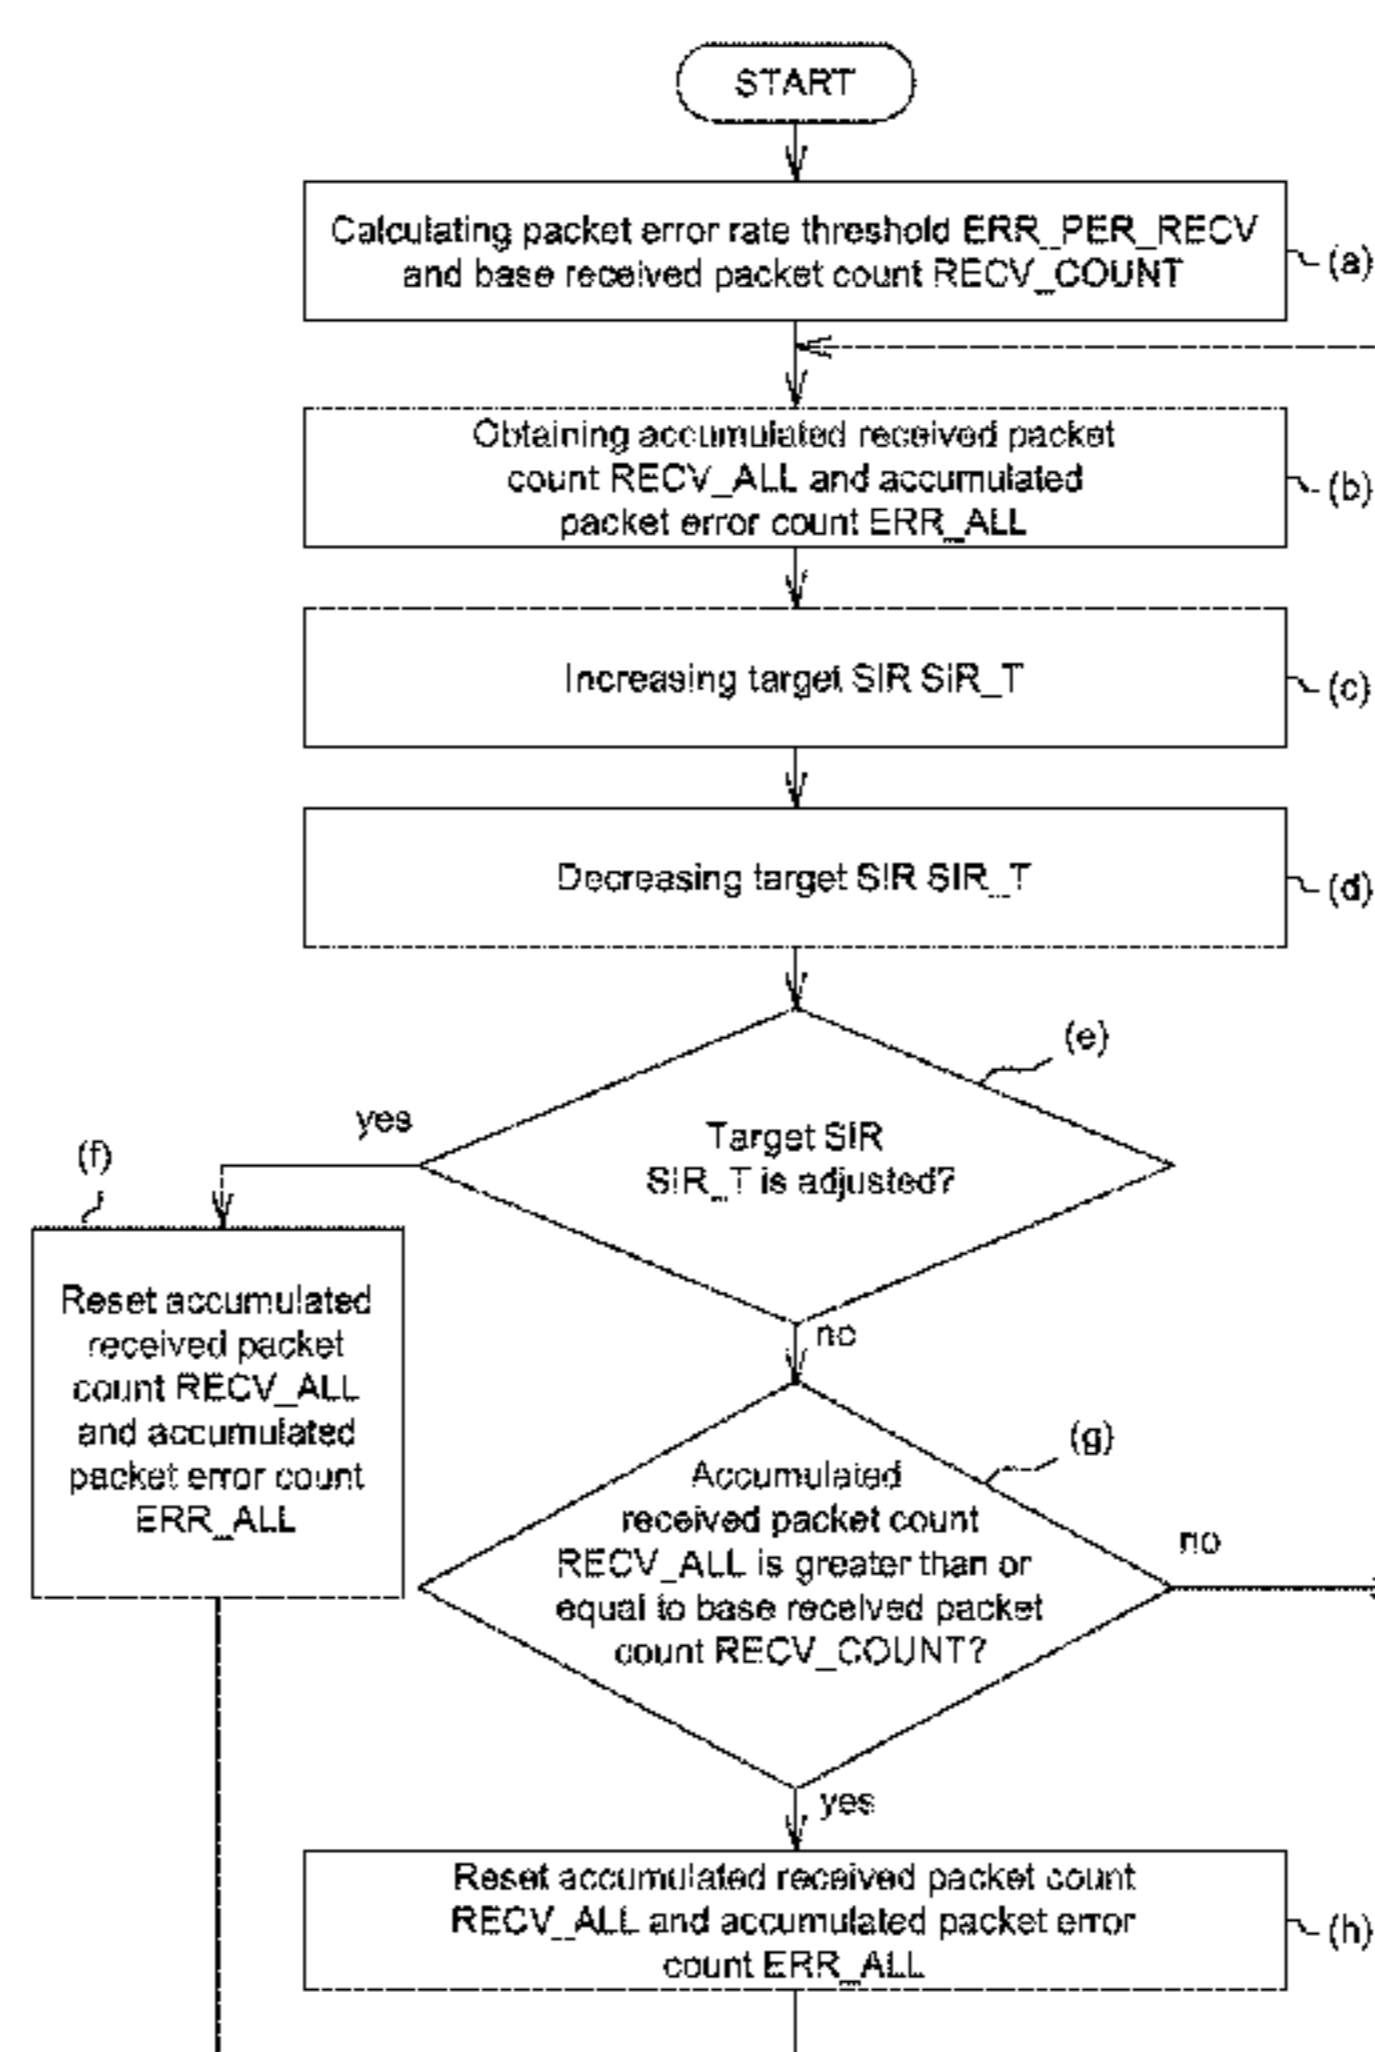 START
Calculating packet error rate threshold ERR_PER_RECV
and base received packet count RECV_COUNT
(a)
Obtaining accumulated received packet
count RECV_ALL and accumulated
packet error count ERR_ALL
(b)
Increasing target SIR SIR_T
(c)
Decreasing target SIR SIR_T
(d)
(e)
yes
Target SIR
SIR_T is adjusted?
(f)
no
Reset accumulated
received packet
count RECV_ALL
and accumulated
packet error count
ERR_ALL
(g)
Accumulated
received packet count
RECV_ALL is greater than or
equal to base received packet
count RECV_COUNT?
no
yes
Reset accumulated received packet count
RECV_ALL and accumulated packet error
count ERR_ALL
(h)